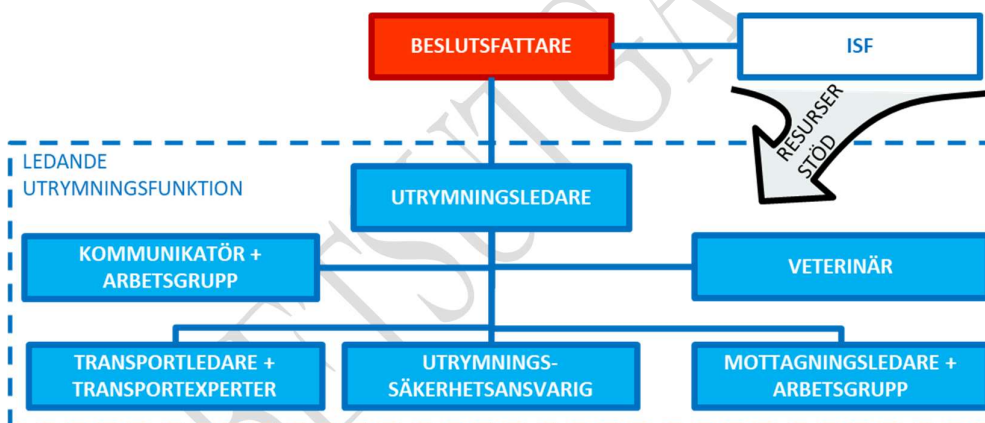 BESLUTSFATTARE
ISF
RESURSER
STÖD
LEDANDE
UTRYMNINGSFUNKTION
UTRYMNINGSLEDARE
KOMMUNIKATÖR +
ARBETSGRUPP
VETERINÄR
TRANSPORTLEDARE +
TRANSPORTEXPERTER
UTRYMNINGS-
SÄKERHETSANSVARIG
MOTTAGNINGSLEDARE +
ARBETSGRUPP